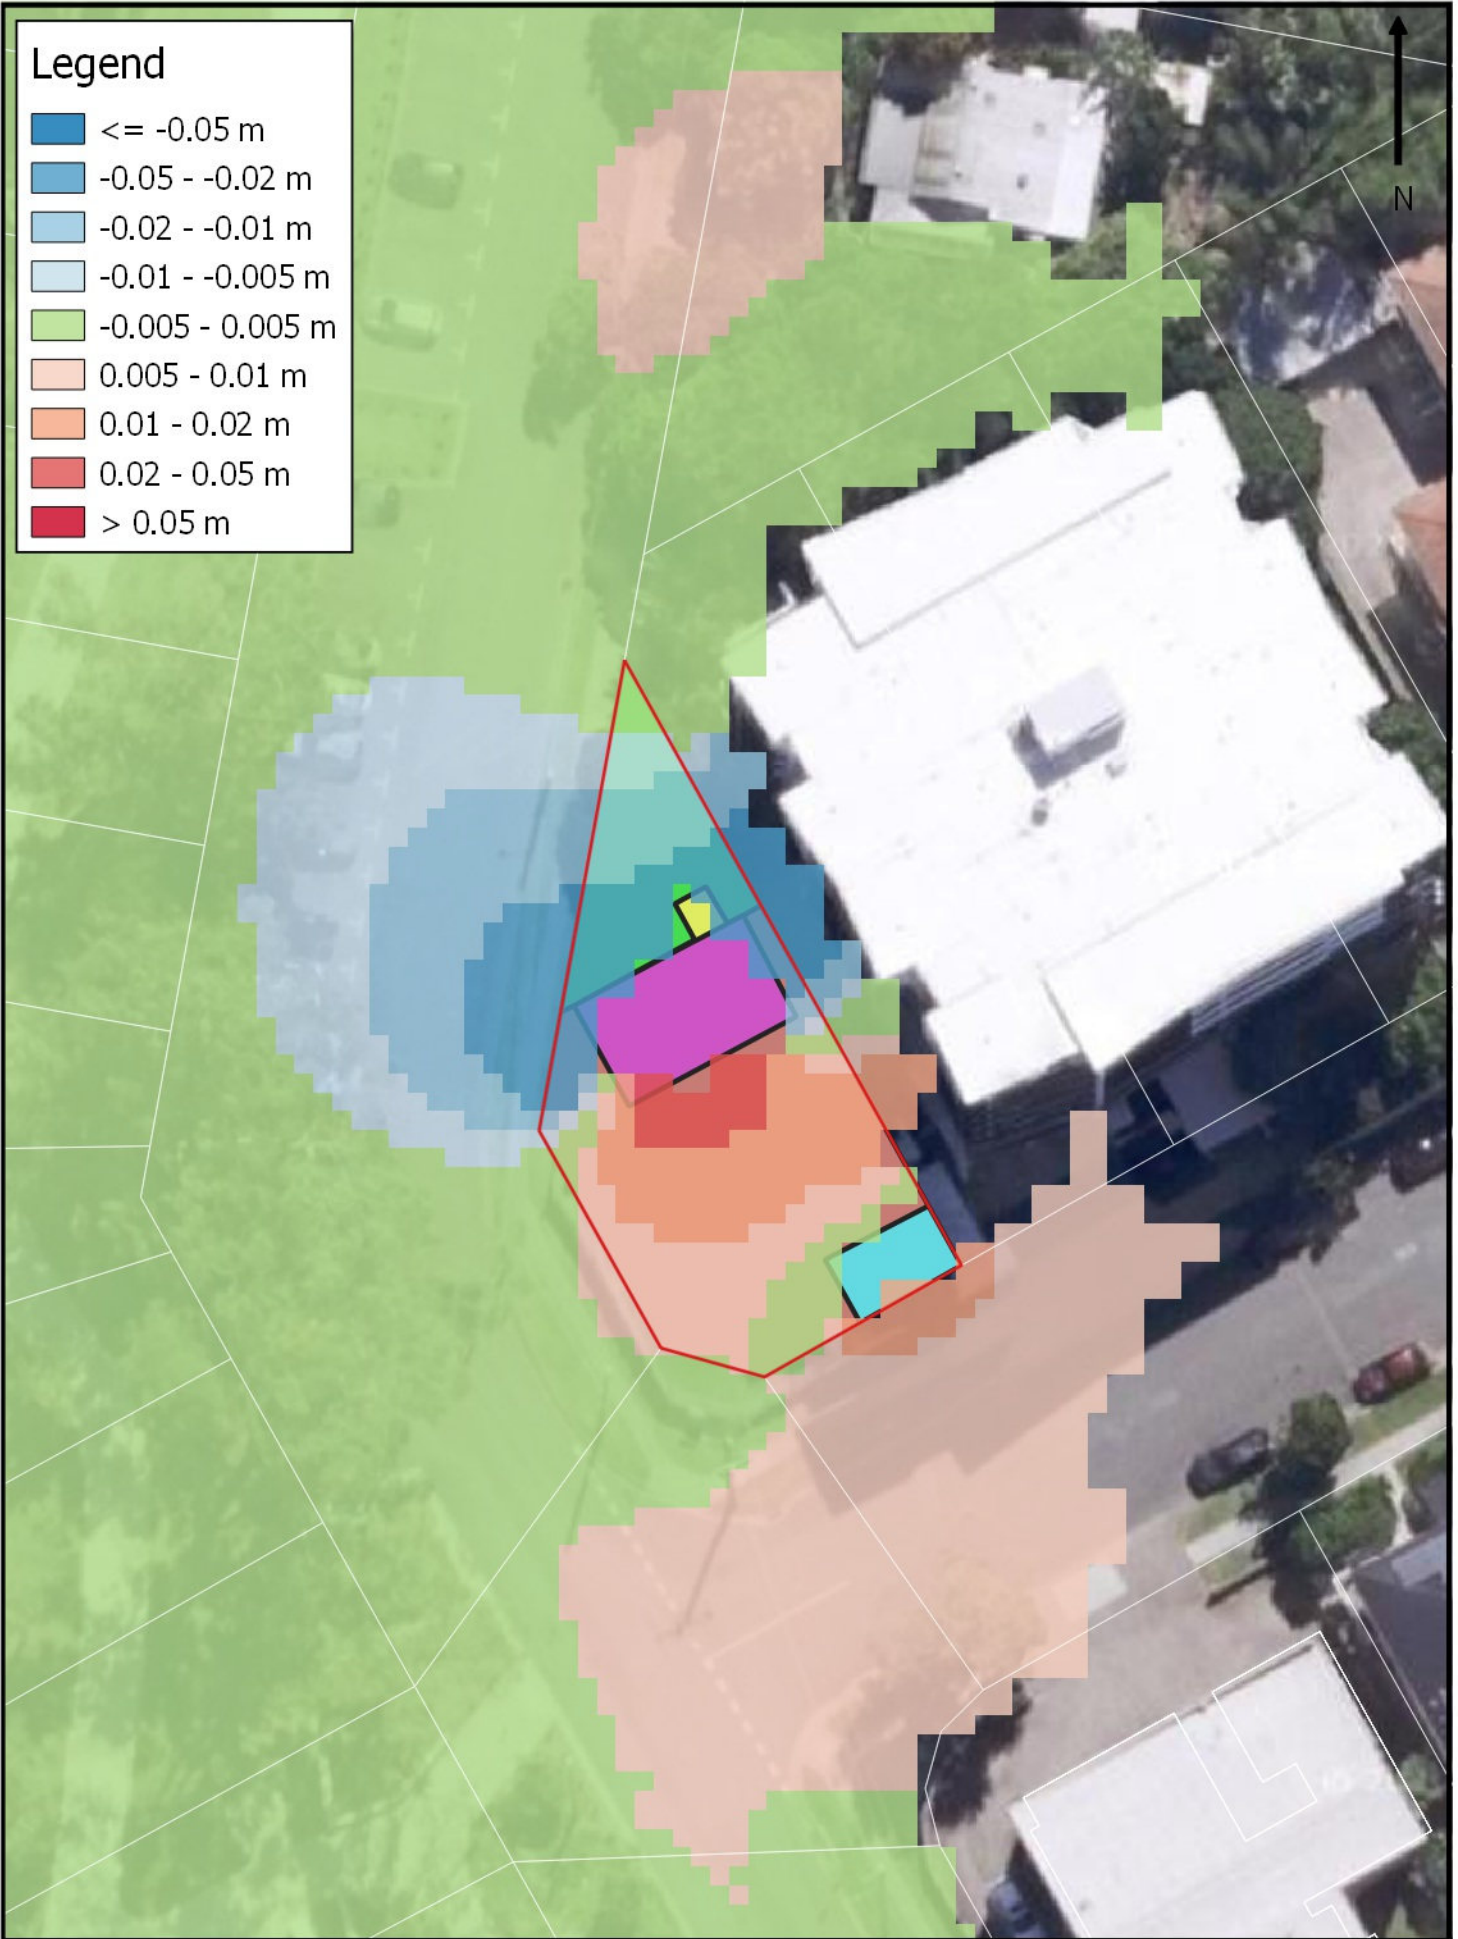 Legend
<= -0.05 m
-0.05 - -0.02 m
-0.02 - -0.01 m
-0.01 - -0.005 m
-0.005 - 0.005 m
0.005 - 0.01 m
0.01 - 0.02 m
0.02 - 0.05 m
> 0.05 m
N